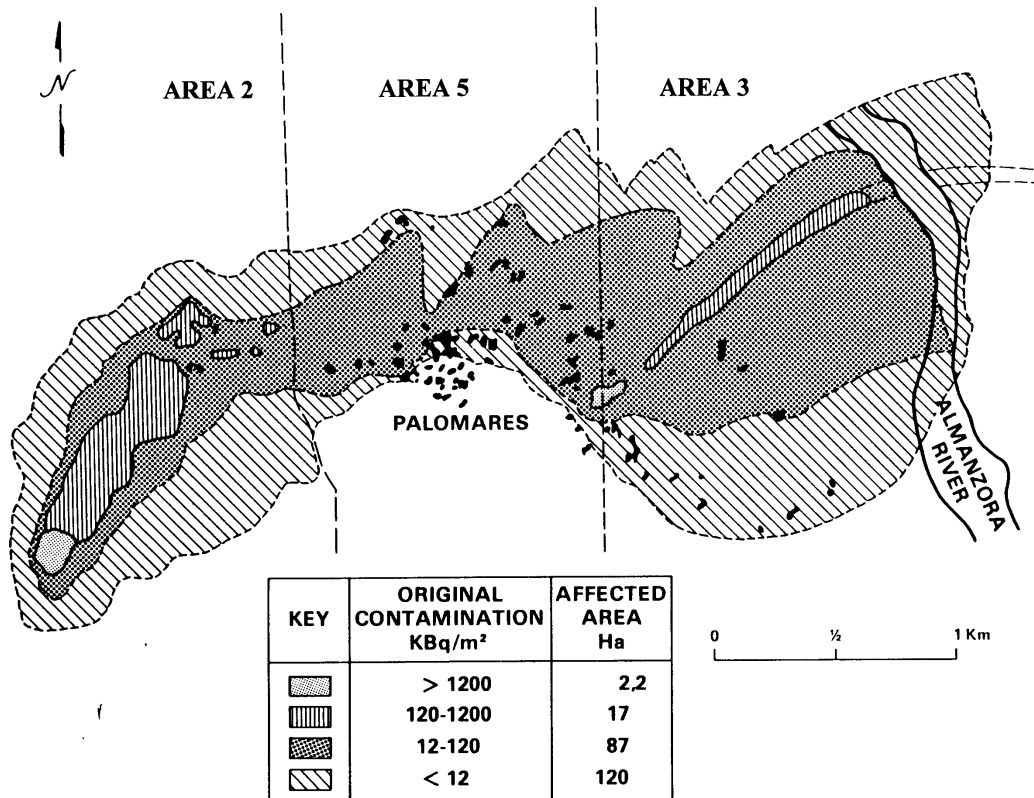 N
AREA 2
AREA 5
AREA 3
PALOMARES
ALMANZORA
RIVER
KEY
ORIGINAL
CONTAMINATION
KBq/m²
AFFECTED
AREA
Ha
> 1200
2,2
120-1200
17
12-120
87
< 12
120
0
½
1 Km